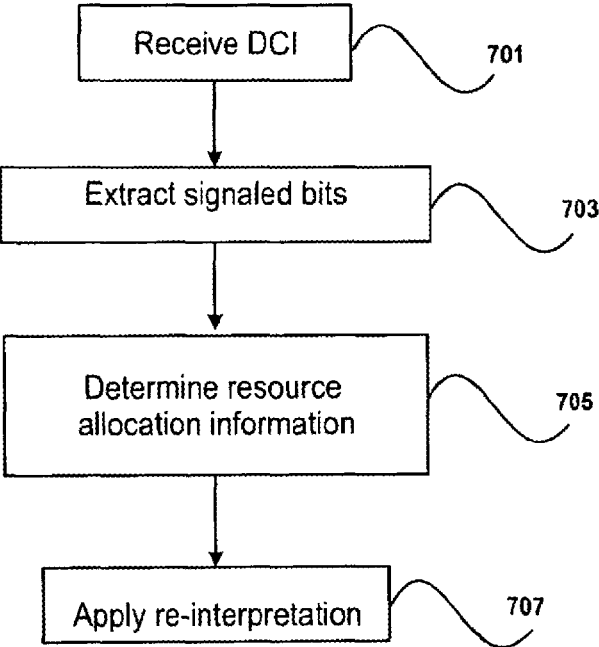 Receive DCI
701
Extract signaled bits
703
Determine resource
allocation information
705
Apply re-interpretation
707